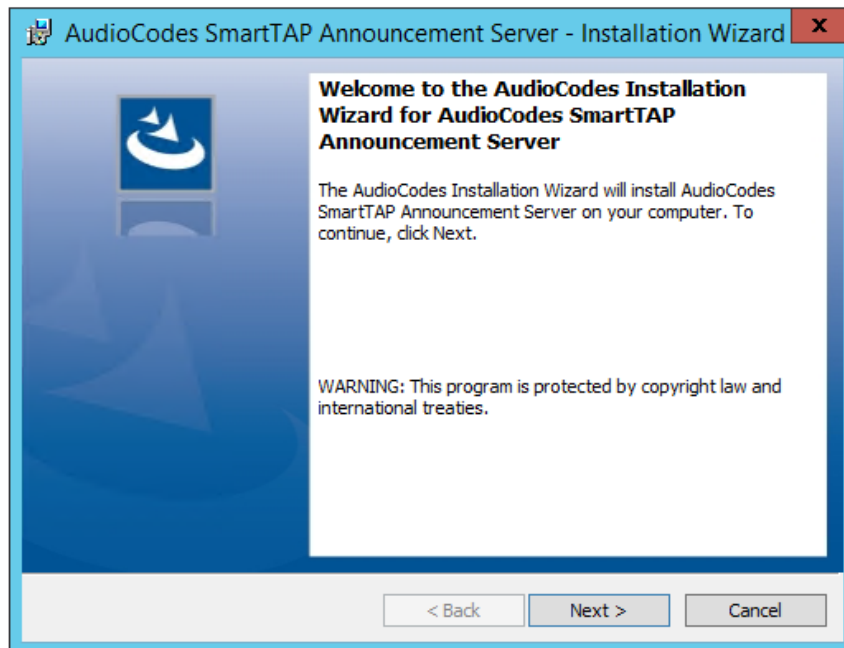 AudioCodes SmartTAP Announcement Server - Installation Wizard
x
Welcome to the AudioCodes Installation
Wizard for AudioCodes SmartTAP
Announcement Server
The AudioCodes Installation Wizard will install AudioCodes
SmartTAP Announcement Server on your computer. To
continue, click Next.
WARNING: This program is protected by copyright law and
international treaties.
< Back
Next >
Cancel